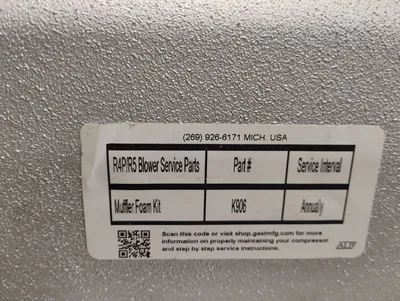 (269) 926-6171 MICH. USA
R4P/R5 Blower Service Parts Part # Service Interval
Muffler Foam Kit K906 Annually
Scan this code or visit shop.gastmfg.com for more
information on properly maintaining your compressor
and step by step service instructions.